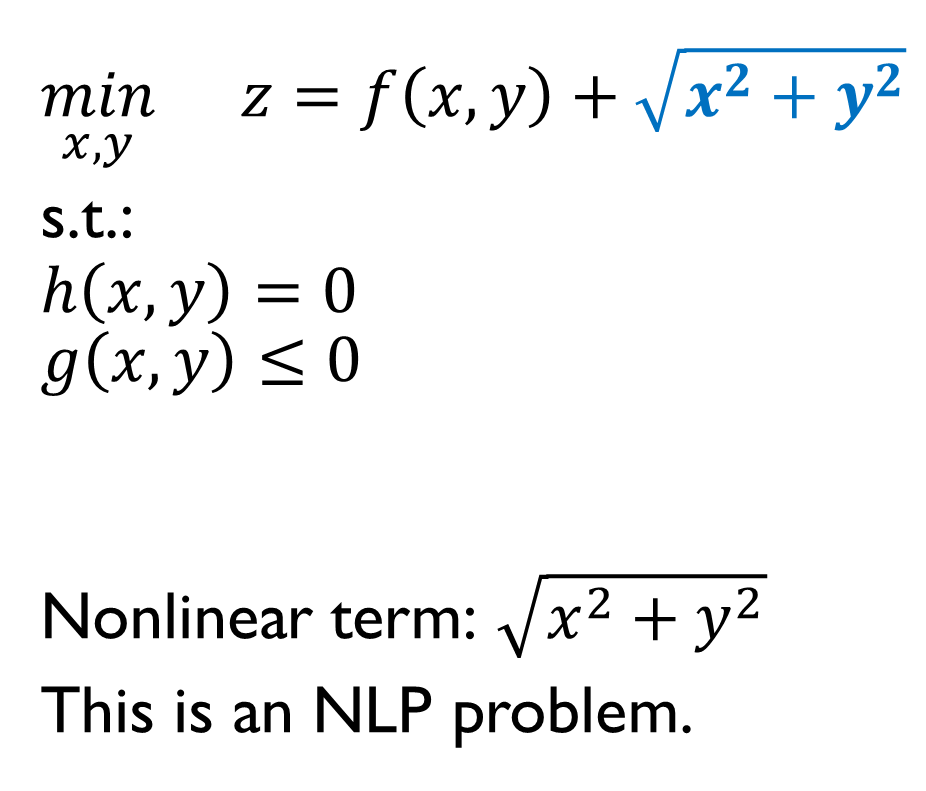 min z = f(x, y) + √x² + y²
x,y
s.t.:
h(x, y) = 0
g(x, y) ≤ 0
Nonlinear term: √x² + y²
This is an NLP problem.